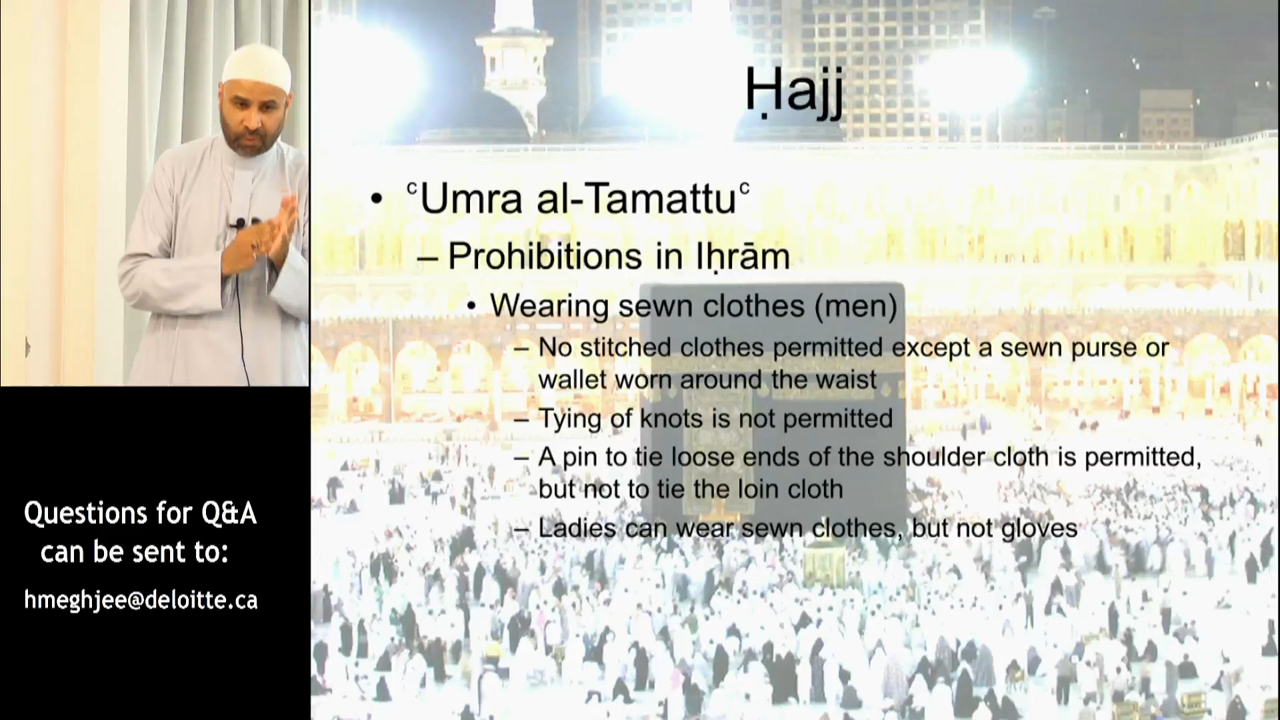 Ḥajj
• ᶜUmra al-Tamattuᶜ
– Prohibitions in Iḥrām
• Wearing sewn clothes (men)
– No stitched clothes permitted except a sewn purse or
wallet worn around the waist
– Tying of knots is not permitted
– A pin to tie loose ends of the shoulder cloth is permitted,
but not to tie the loin cloth
– Ladies can wear sewn clothes, but not gloves
Questions for Q&A
can be sent to:
hmeghjee@deloitte.ca